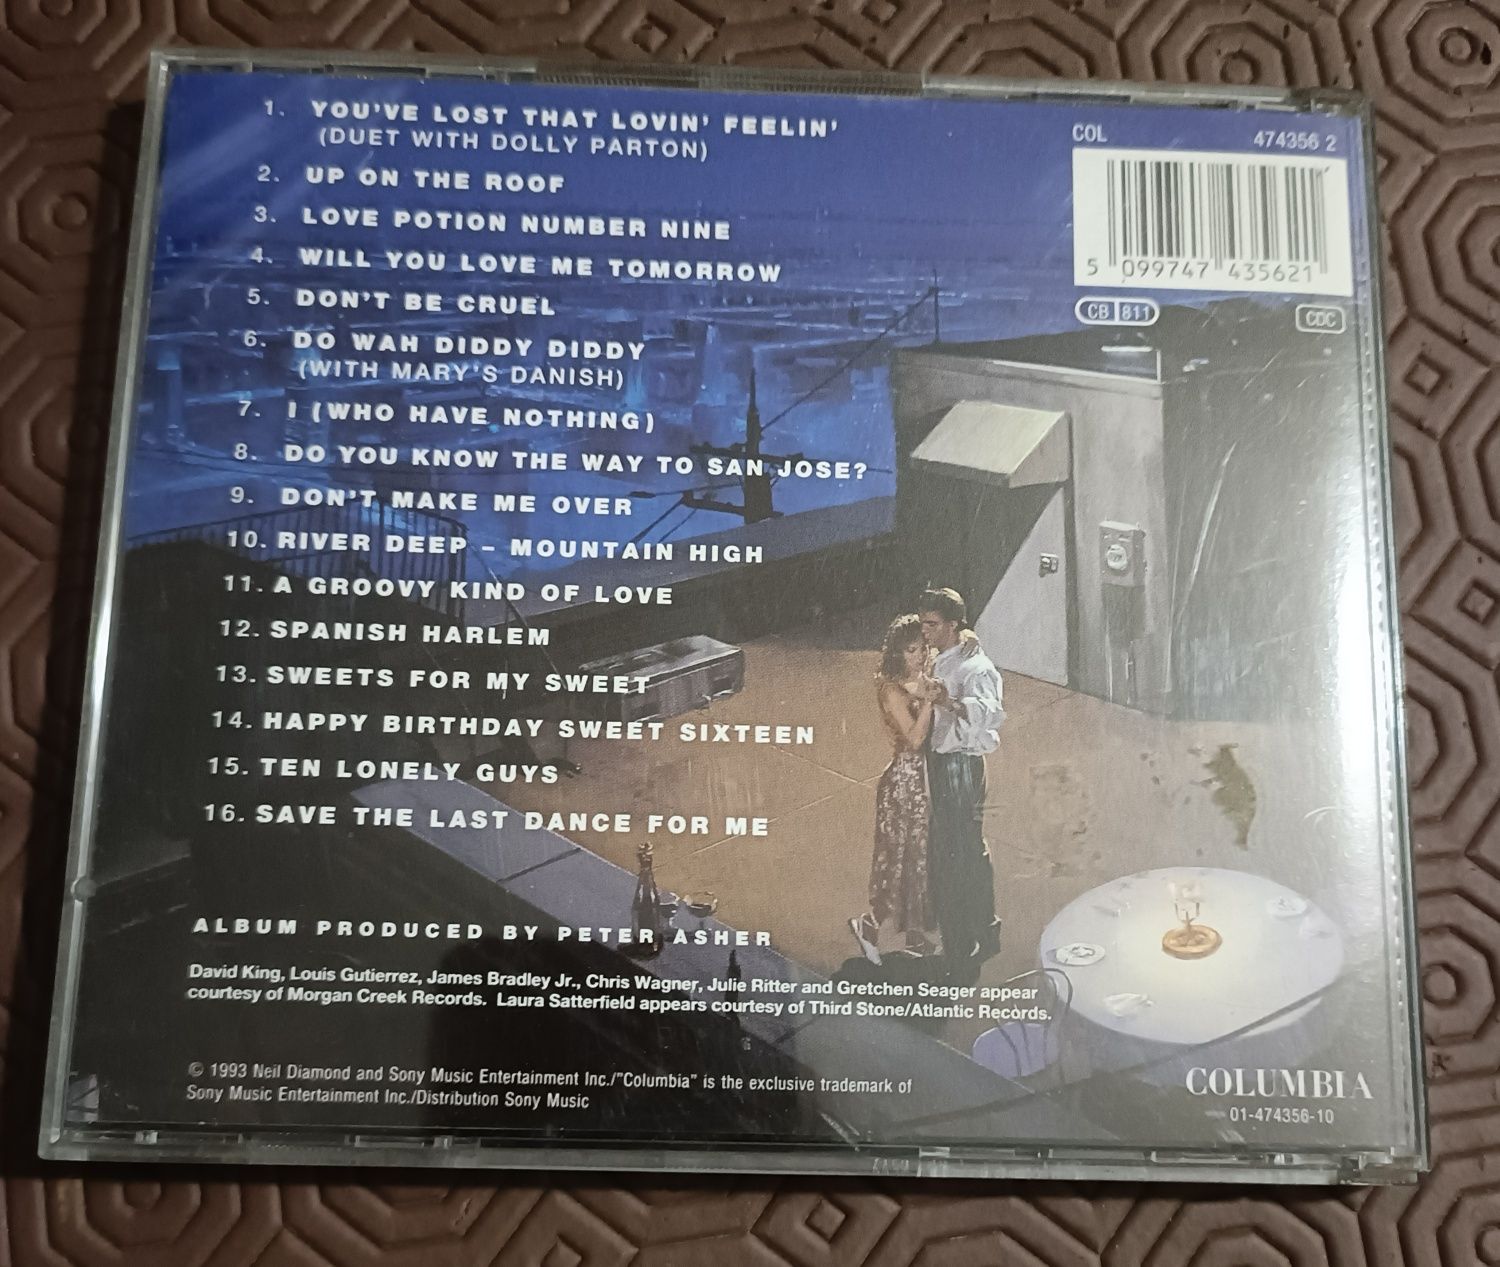 1. YOU'VE LOST THAT LOVIN' FEELIN'
(DUET WITH DOLLY PARTON)
2. UP ON THE ROOF
3. LOVE POTION NUMBER NINE
4. WILL YOU LOVE ME TOMORROW
5. DON'T BE CRUEL
6. DO WAH DIDDY DIDDY
(WITH MARY'S DANISH)
7. I (WHO HAVE NOTHING)
8. DO YOU KNOW THE WAY TO SAN JOSE?
9. DON'T MAKE ME OVER
10. RIVER DEEP – MOUNTAIN HIGH
11. A GROOVY KIND OF LOVE
12. SPANISH HARLEM
13. SWEETS FOR MY SWEET
14. HAPPY BIRTHDAY SWEET SIXTEEN
15. TEN LONELY GUYS
16. SAVE THE LAST DANCE FOR ME
COL 474356 2
5 099747 435621
CB 811 CDC
ALBUM PRODUCED BY PETER ASHER
David King, Louis Gutierrez, James Bradley Jr., Chris Wagner, Julie Ritter and Gretchen Seager appear
courtesy of Morgan Creek Records. Laura Satterfield appears courtesy of Third Stone/Atlantic Records.
© 1993 Neil Diamond and Sony Music Entertainment Inc./"Columbia" is the exclusive trademark of
Sony Music Entertainment Inc./Distribution Sony Music
COLUMBIA
01-474356-10